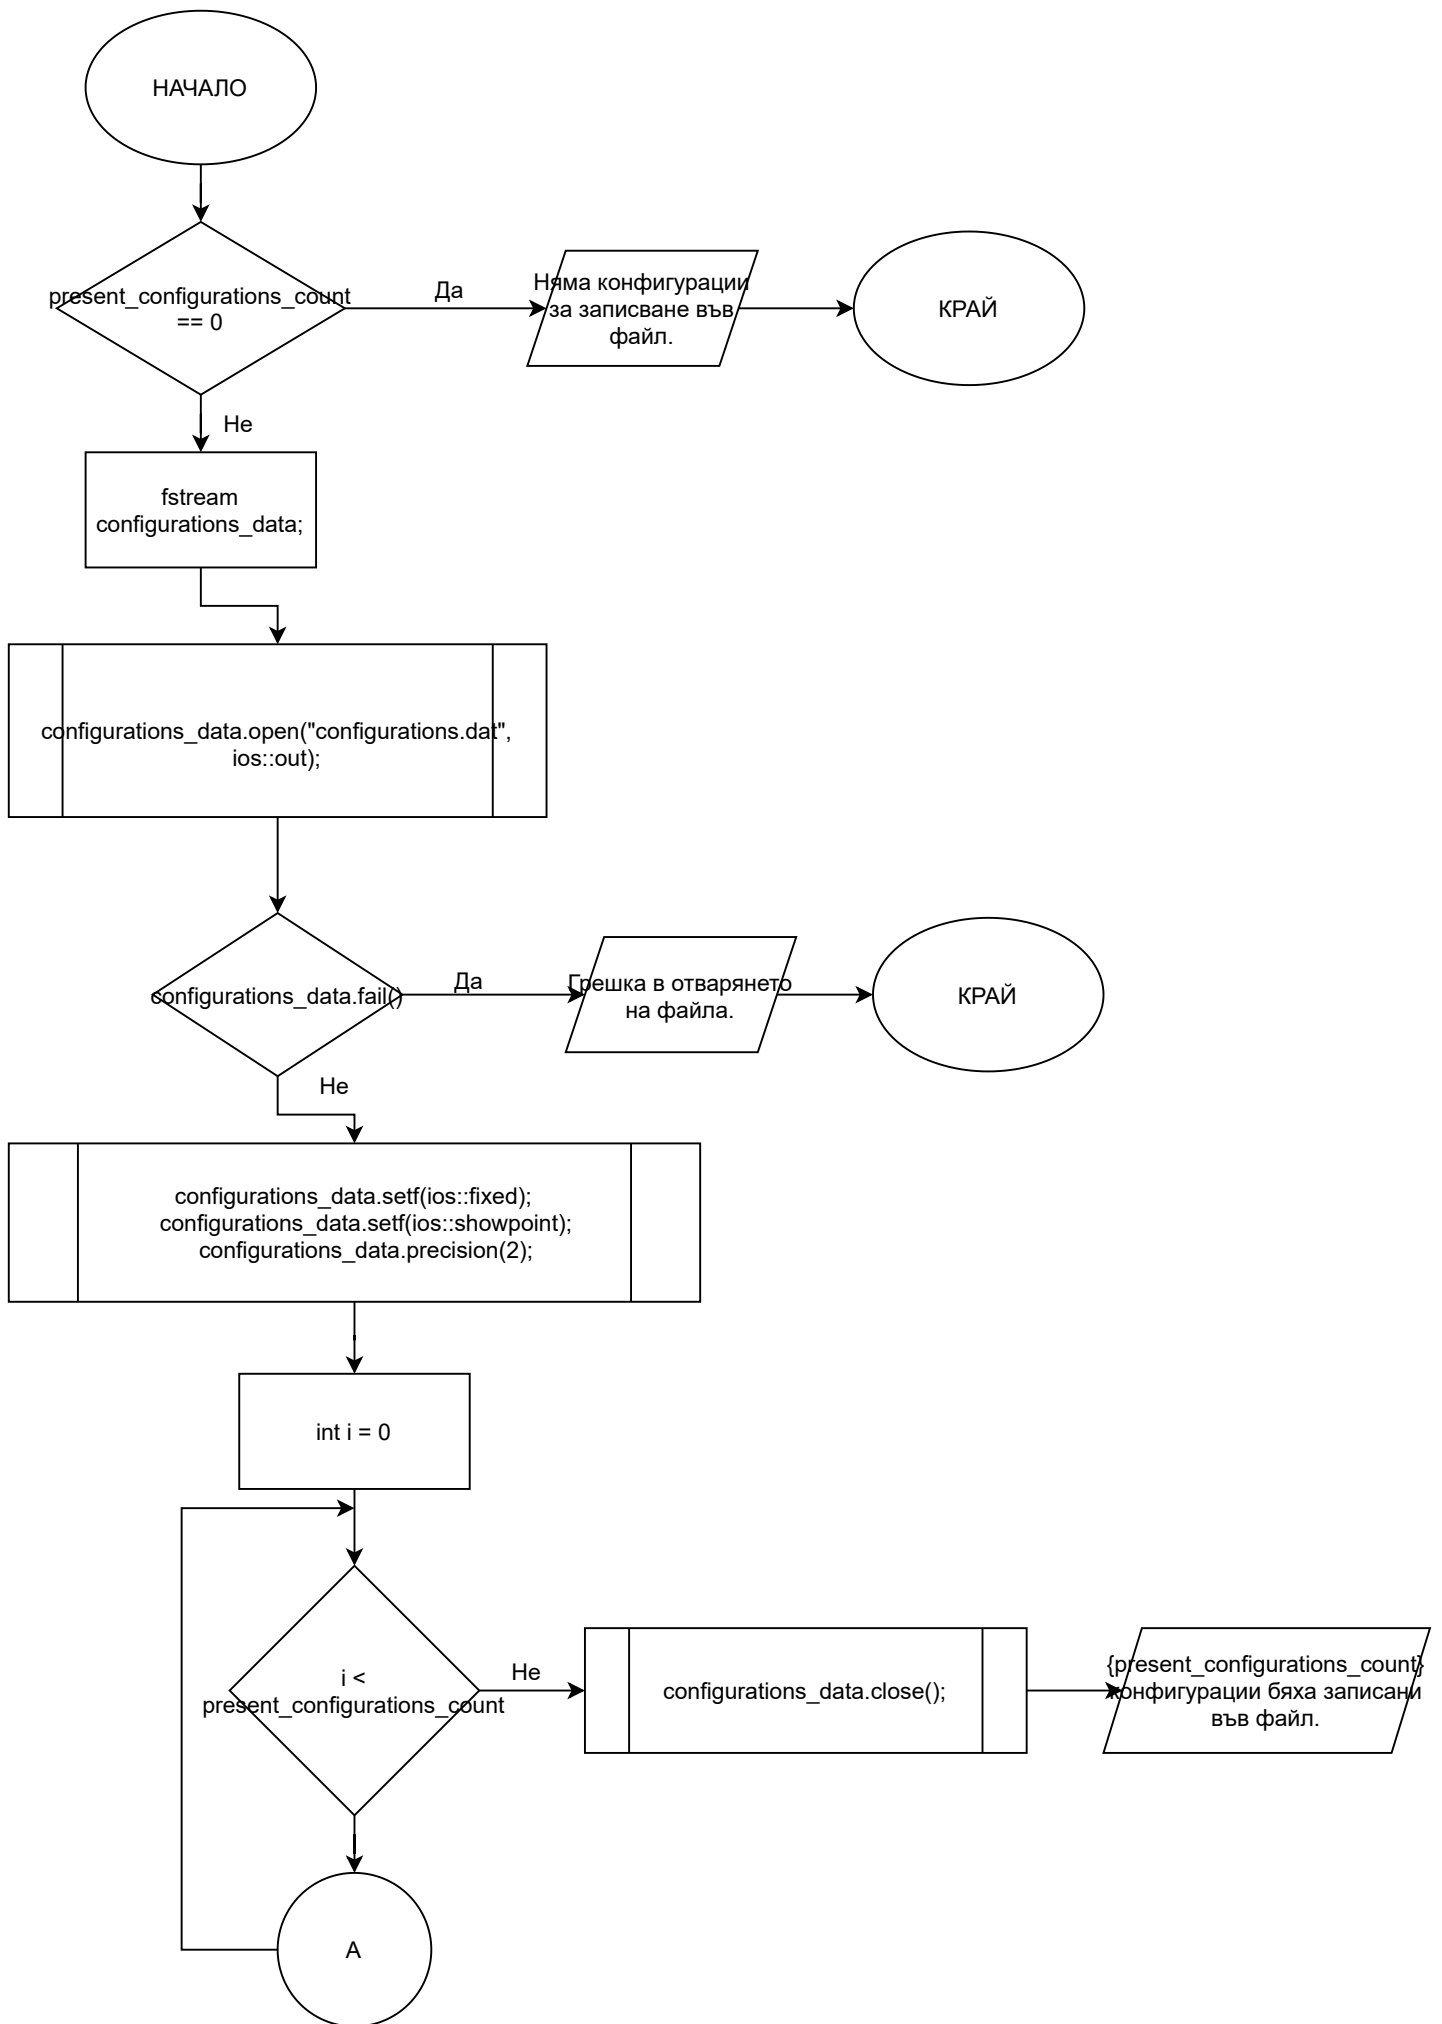 НАЧАЛО
present_configurations_count
== 0
Да
Няма конфигурации
за записване във
файл.
КРАЙ
Не
fstream
configurations_data;
configurations_data.open("configurations.dat",
ios::out);
configurations_data.fail()
Да
Грешка в отварянето
на файла.
КРАЙ
Не
configurations_data.setf(ios::fixed);
configurations_data.setf(ios::showpoint);
configurations_data.precision(2);
int i = 0
i <
present_configurations_count
Не
configurations_data.close();
{present_configurations_count}
конфигурации бяха записани
във файл.
A